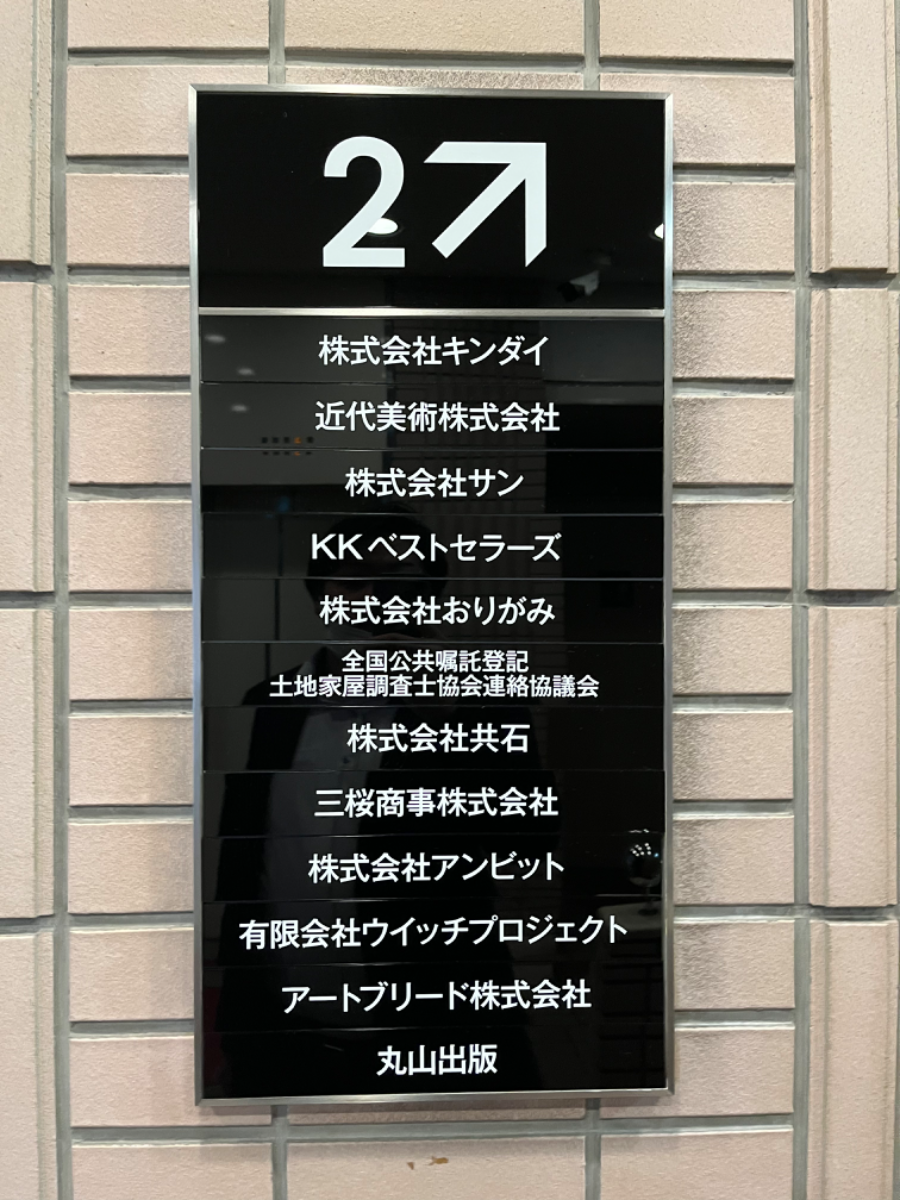 2↗
株式会社キンダイ
近代美術株式会社
株式会社サン
KKベストセラーズ
株式会社おりがみ
全国公共嘱託登記
土地家屋調査士協会連絡協議会
株式会社共石
三桜商事株式会社
株式会社アンビット
有限会社ウイッチプロジェクト
アートブリード株式会社
丸山出版